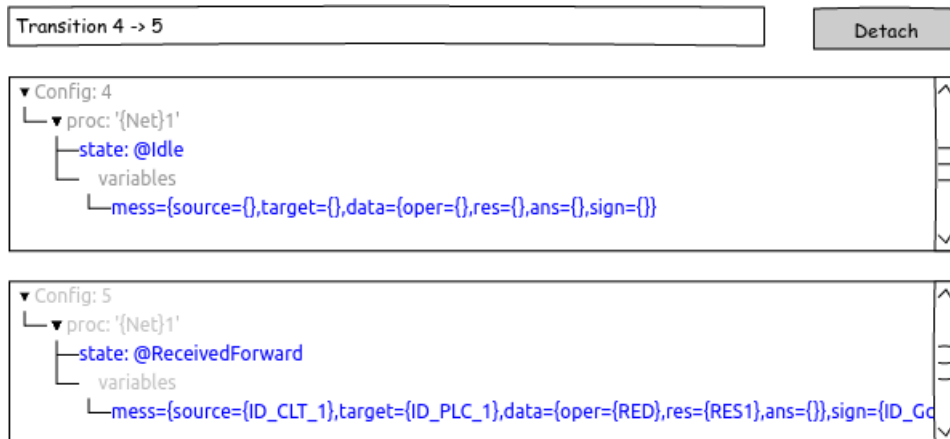 Transition 4 -> 5
Detach
Config: 4
proc: '{Net}1'
state: @Idle
variables
mess={source={},target={},data={oper={},res={},ans={},sign={}}
Config: 5
proc: '{Net}1'
state: @ReceivedForward
variables
mess={source={ID_CLT_1},target={ID_PLC_1},data={oper={RED},res={RES1},ans={}},sign={ID_Gc